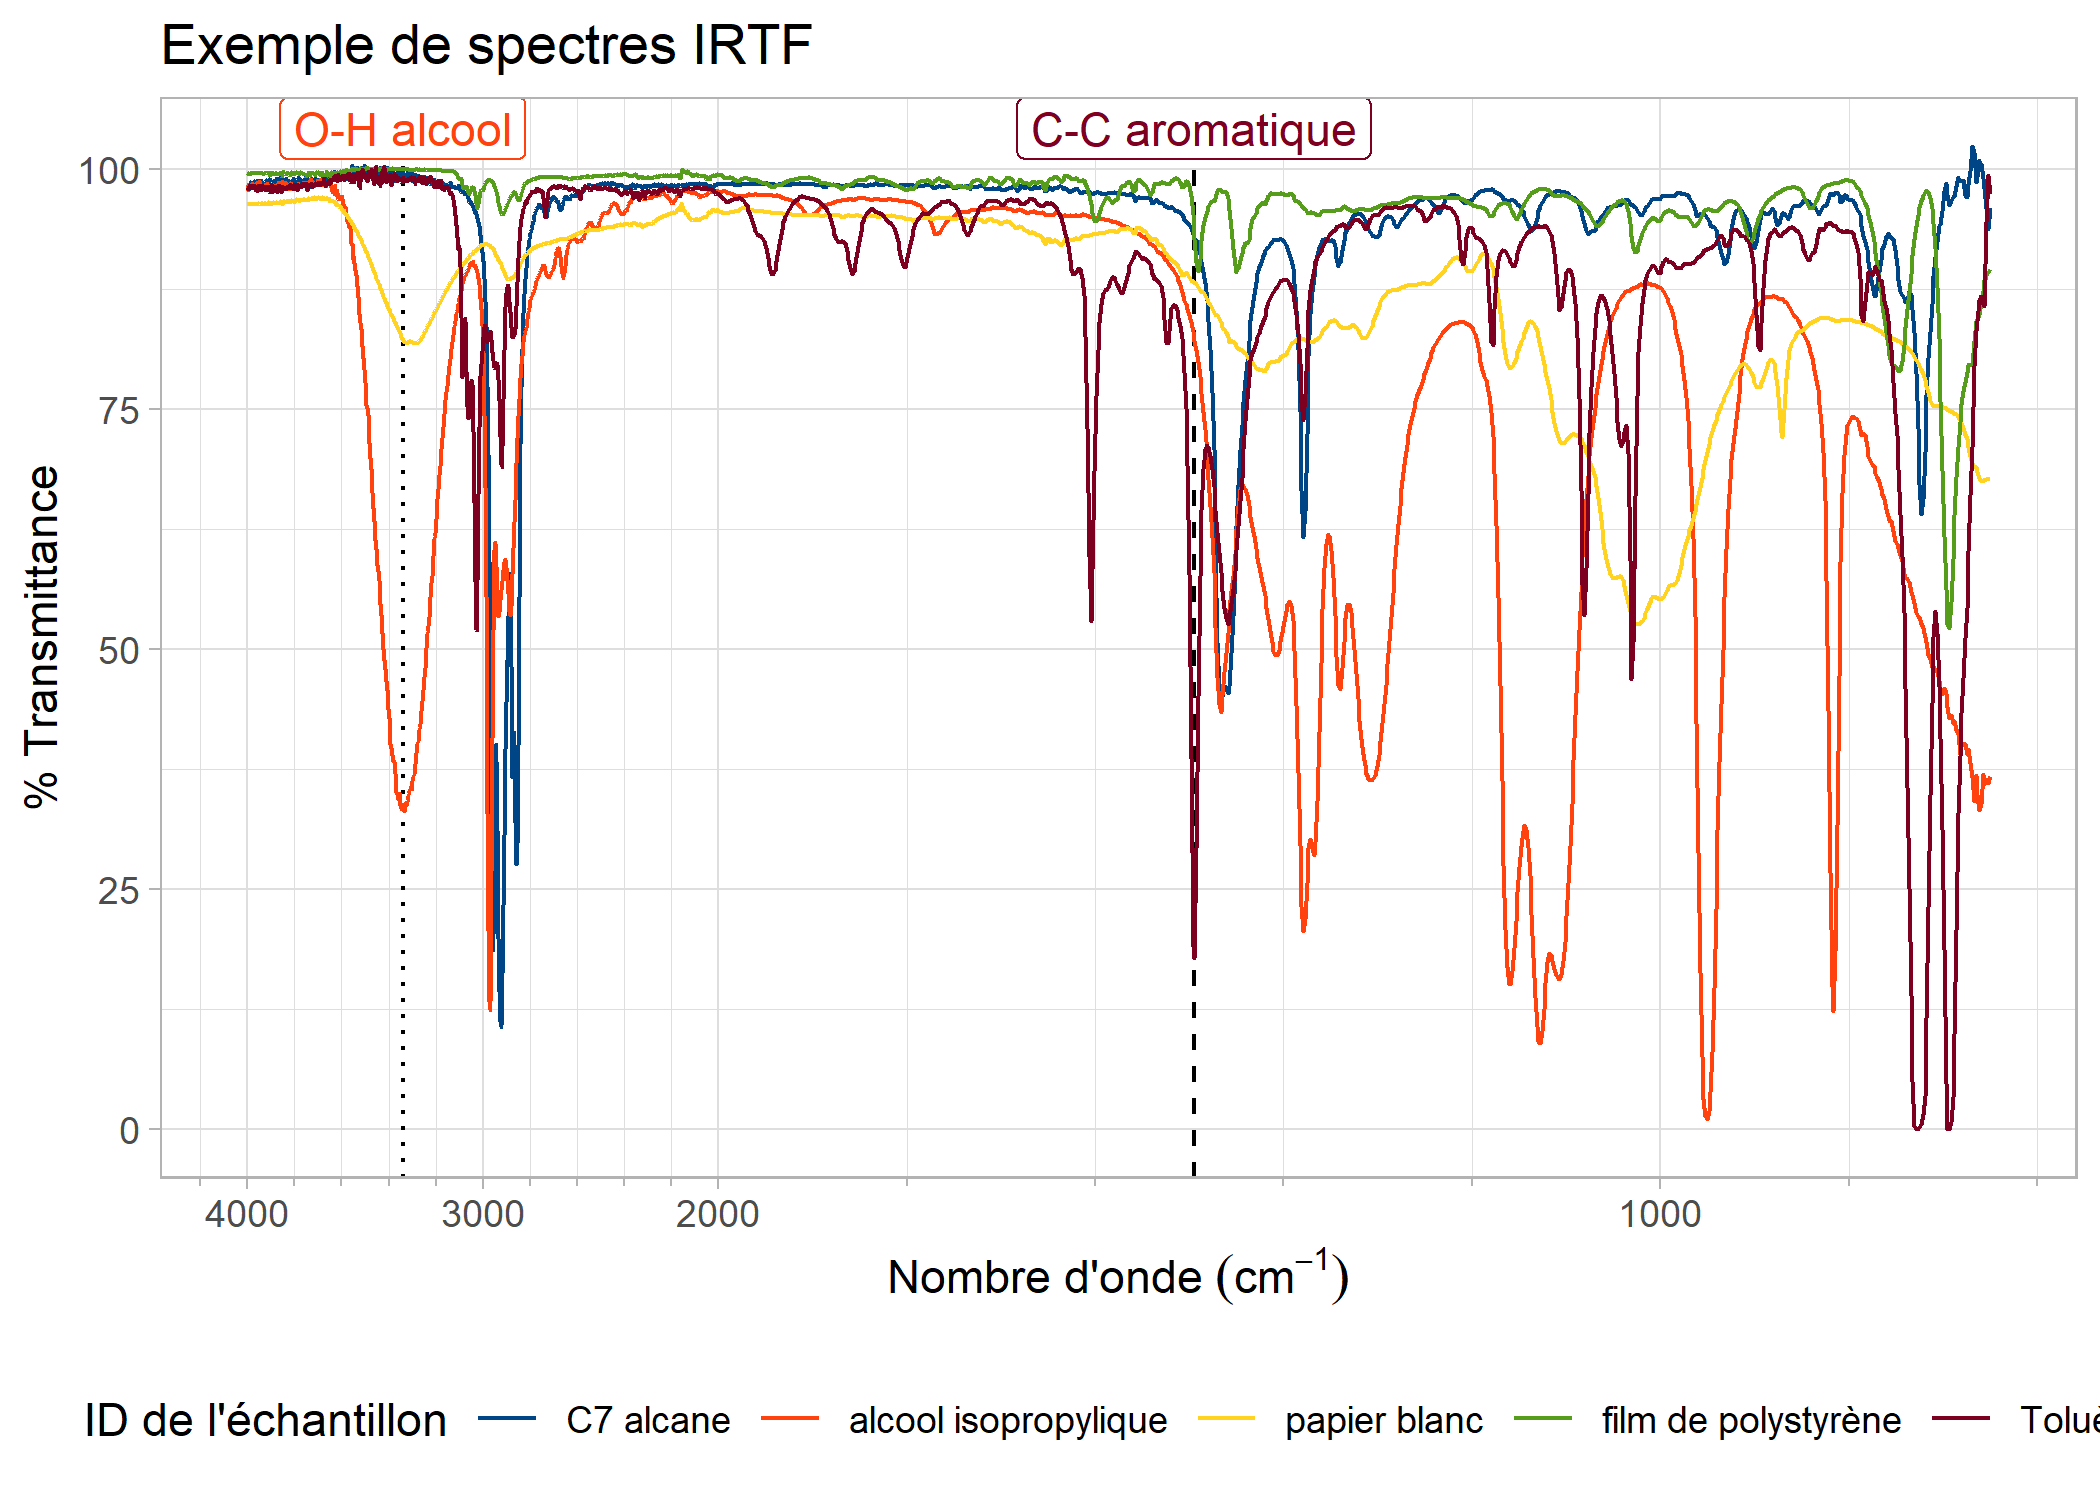 Exemple de spectres IRTF
O-H alcool
C-C aromatique
100
75
50
25
0
% Transmittance
4000 3000 2000 1000
Nombre d'onde (cm⁻¹)
ID de l'échantillon C7 alcane alcool isopropylique papier blanc film de polystyrène Toluè